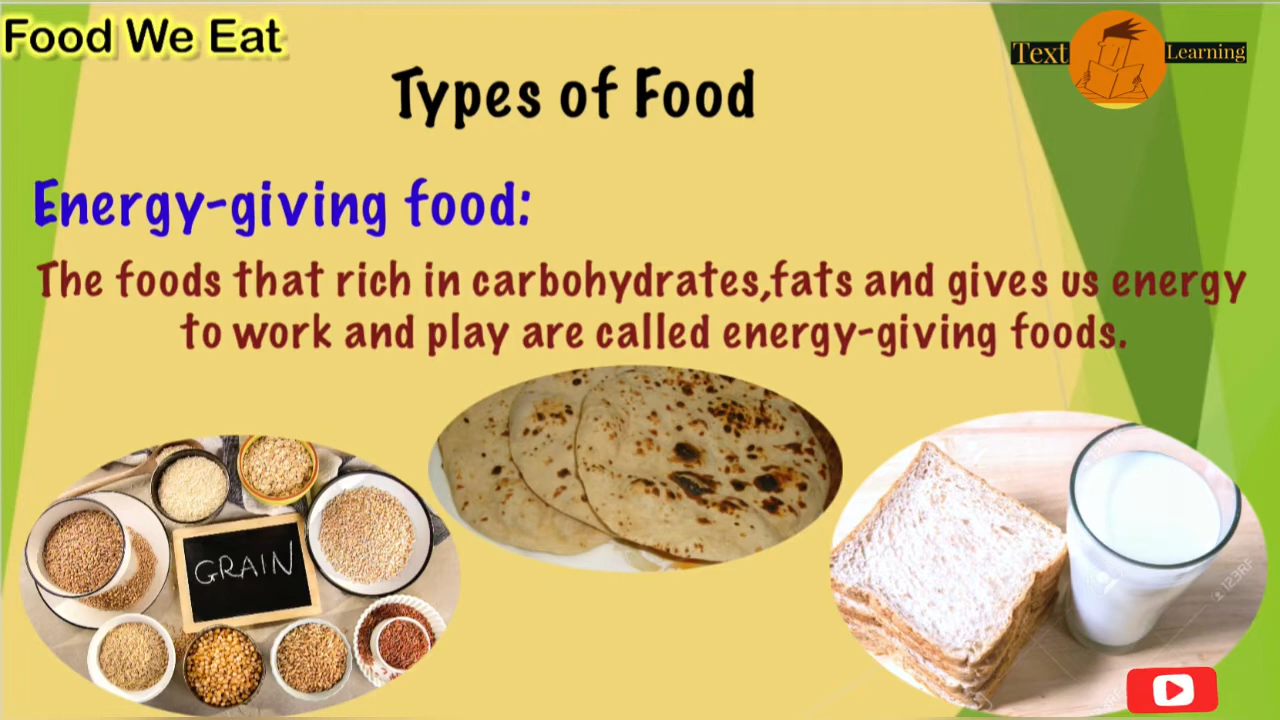 Food We Eat
Text Learning
Types of Food
Energy-giving food:
The foods that rich in carbohydrates,fats and gives us energy
to work and play are called energy-giving foods.
GRAIN
123RF